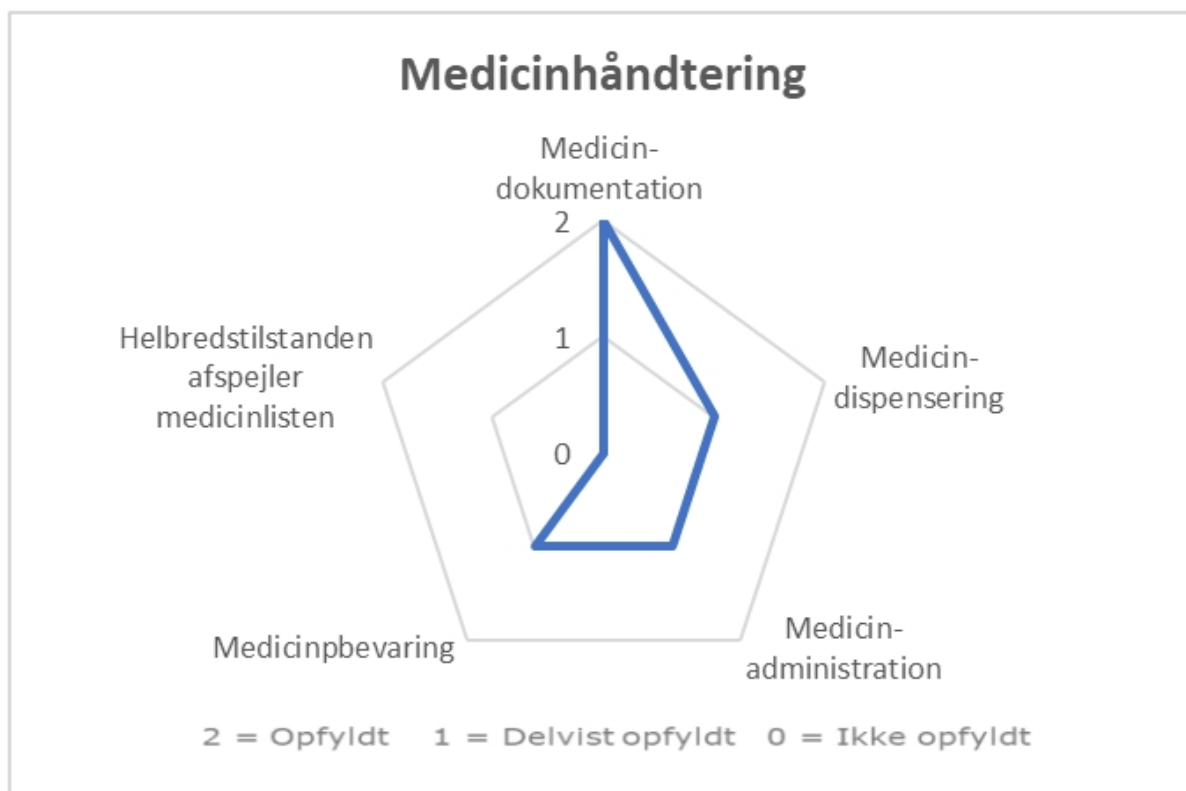 Medicinhåndtering
Medicin-
dokumentation
2
1
0
Medicin-
dispensering
Medicin-
administration
Medicinpbevaring
Helbredstilstanden
afspejler
medicinlisten
2 = Opfyldt 1 = Delvist opfyldt 0 = Ikke opfyldt